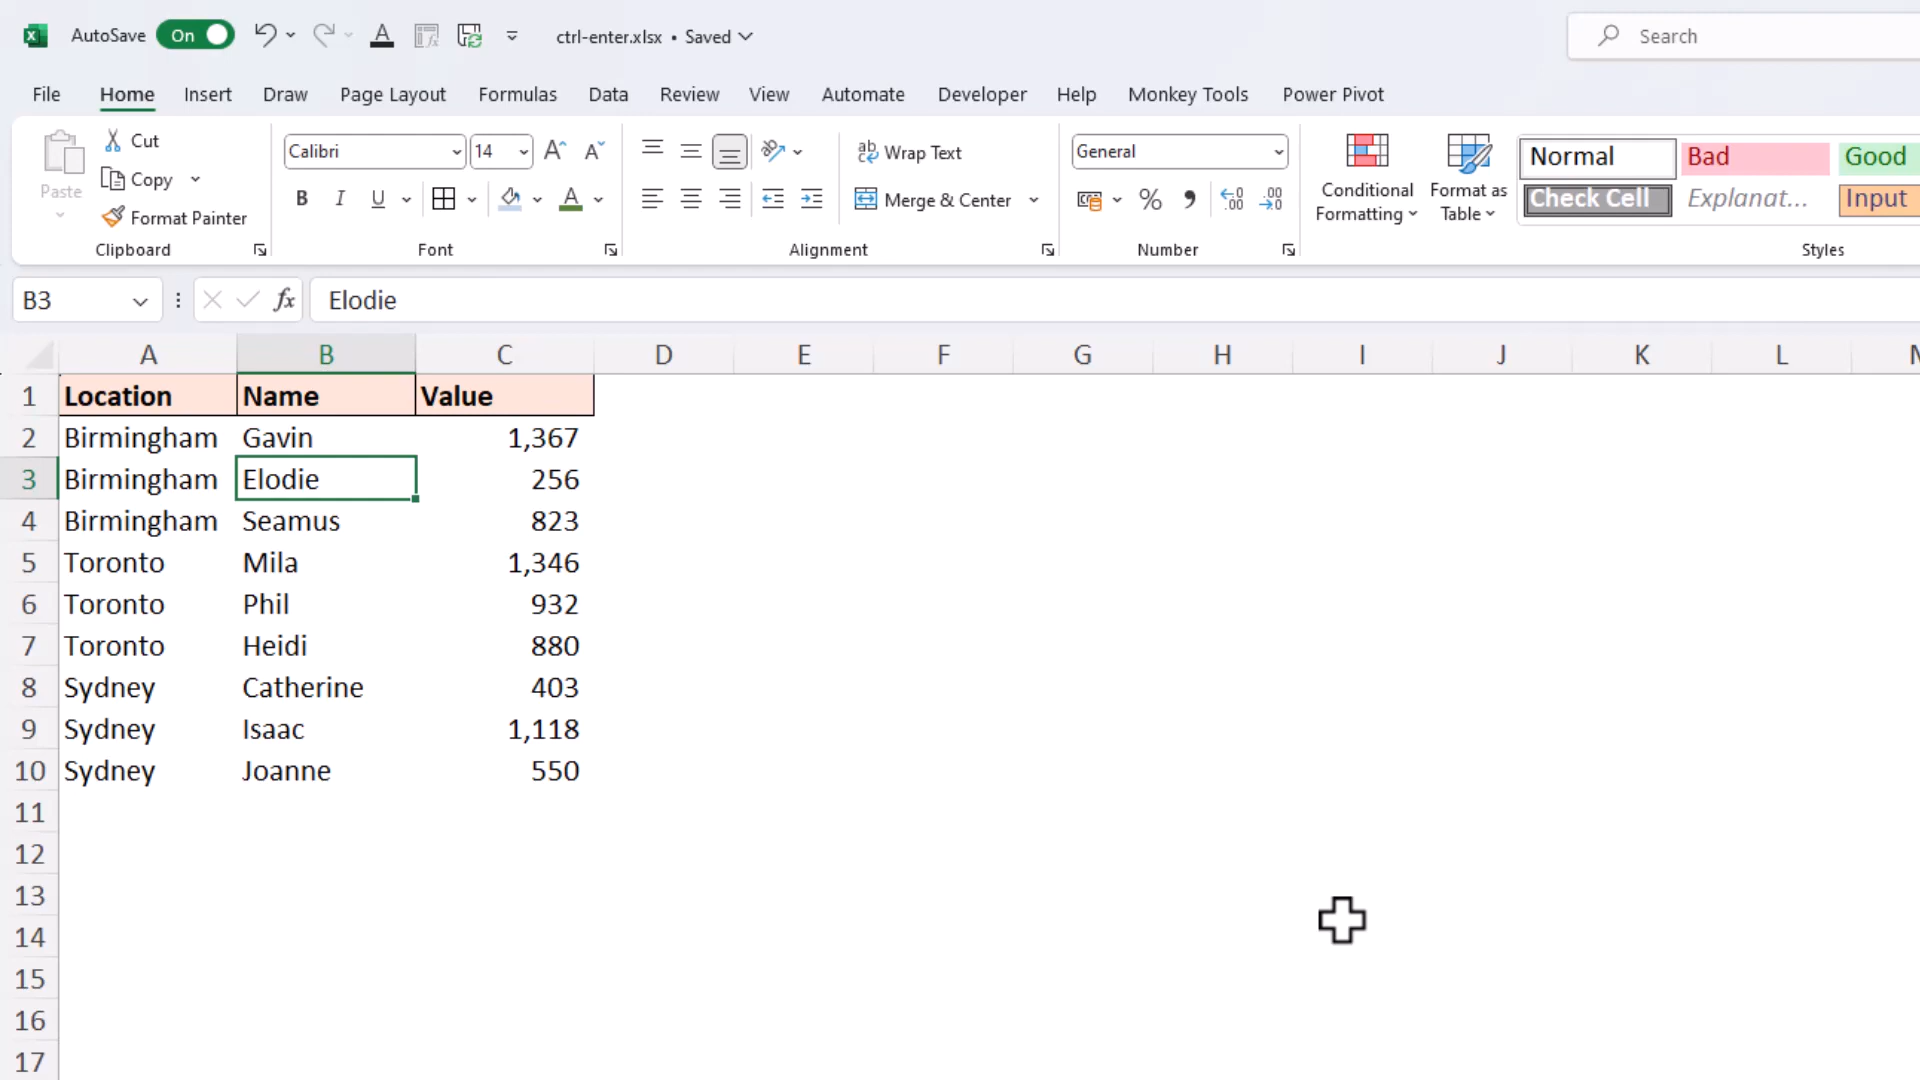 AutoSave On ctrl-enter.xlsx • Saved Search
File Home Insert Draw Page Layout Formulas Data Review View Automate Developer Help Monkey Tools Power Pivot
Paste Cut Copy Format Painter
Clipboard
Calibri 14
B I U
Font
Wrap Text
Merge & Center
Alignment
General
% 
Number
Conditional Formatting
Format as Table
Normal Bad Good
Check Cell Explanat... Input
Styles
B3 fx Elodie
A B C D E F G H I J K L
1 Location Name Value
2 Birmingham Gavin 1,367
3 Birmingham Elodie 256
4 Birmingham Seamus 823
5 Toronto Mila 1,346
6 Toronto Phil 932
7 Toronto Heidi 880
8 Sydney Catherine 403
9 Sydney Isaac 1,118
10 Sydney Joanne 550
11
12
13
14
15
16
17